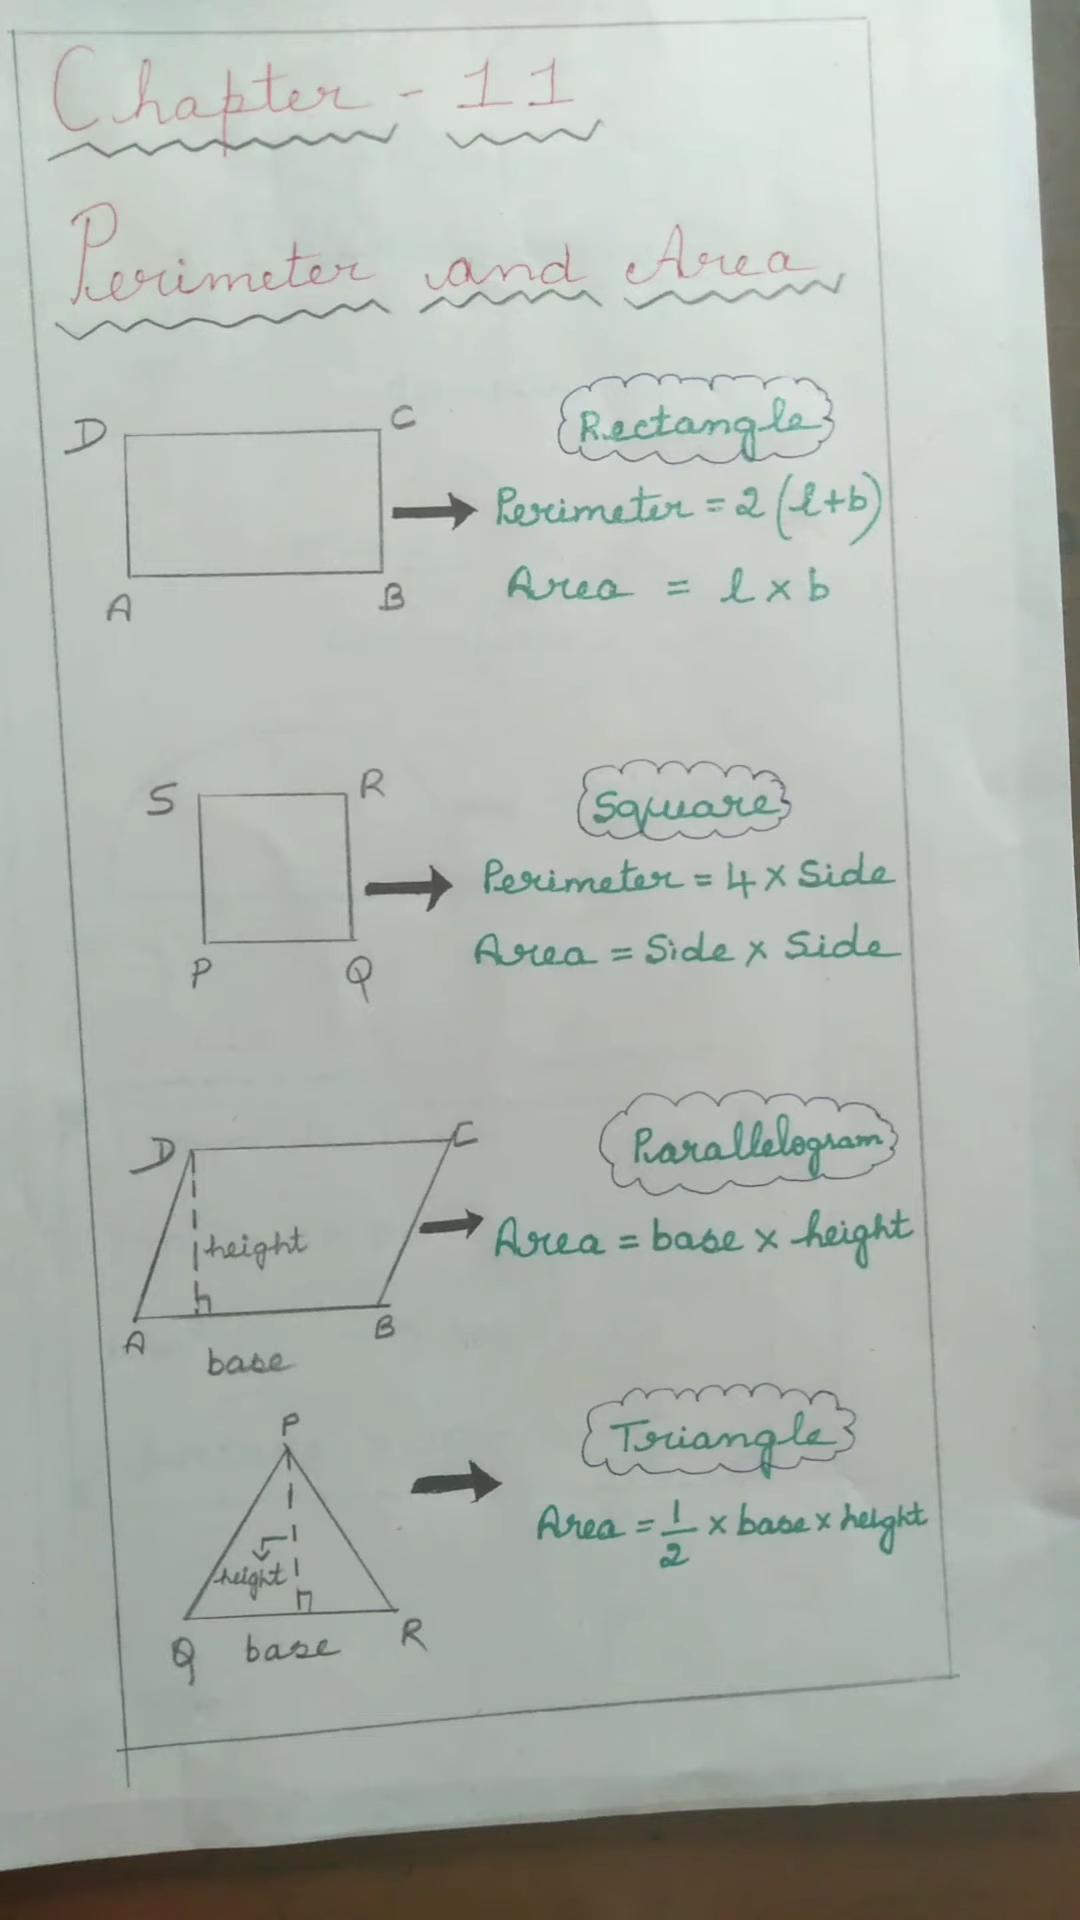 Chapter - 11
Perimeter and Area
D C
Rectangle
Perimeter = 2 (l+b)
Area = l × b
A B
S R
Square
Perimeter = 4 × Side
Area = Side × Side
P Q
D C
Parallelogram
height
Area = base × height
A B
base
P
Triangle
Area = 1/2 × base × height
height
Q base R